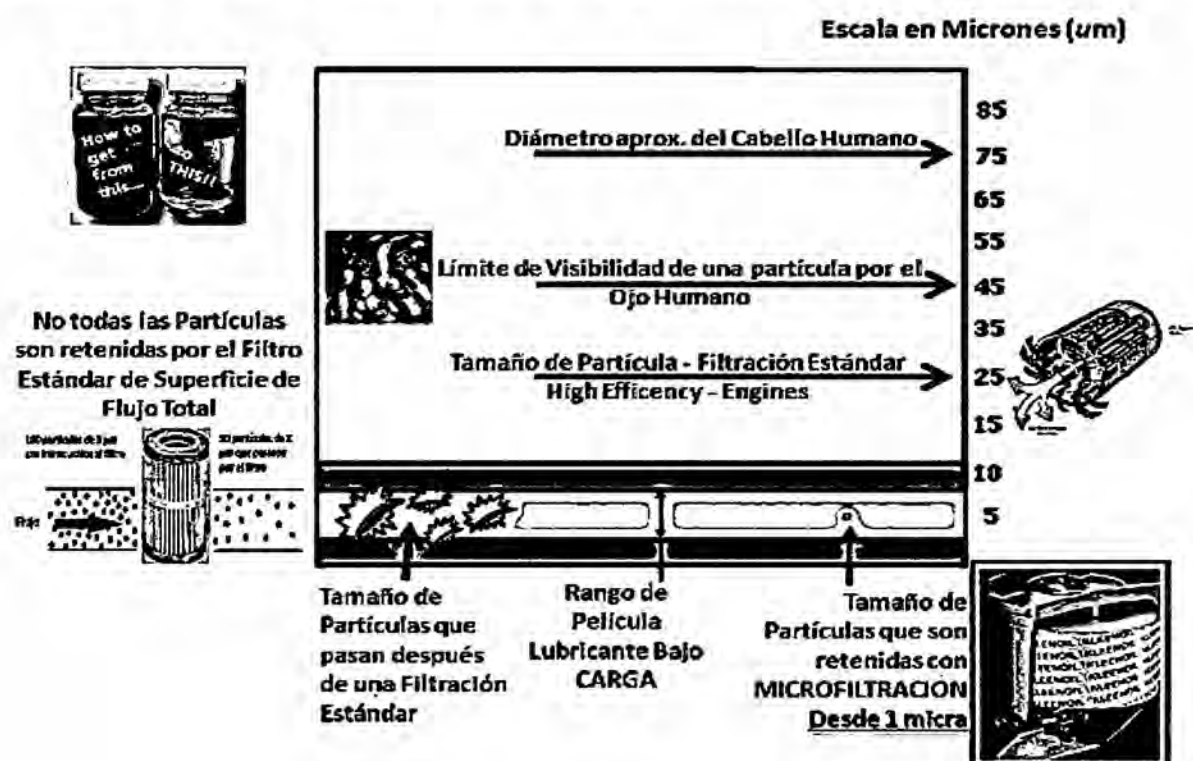 Escala en Micrones (um)
How to
get
from
this
THIS!!
85
Diámetro aprox. del Cabello Humano
75
65
55
Límite de Visibilidad de una partícula por el
Ojo Humano
45
35
No todas las Partículas
son retenidas por el Filtro
Estándar de Superficie de
Flujo Total
Tamaño de Partícula - Filtración Estándar
High Efficency - Engines
25
15
10
5
Flujo
Tamaño de
Partículas que
pasan después
de una Filtración
Estándar
Rango de
Película
Lubricante Bajo
CARGA
Tamaño de
Partículas que son
retenidas con
MICROFILTRACION
Desde 1 micra